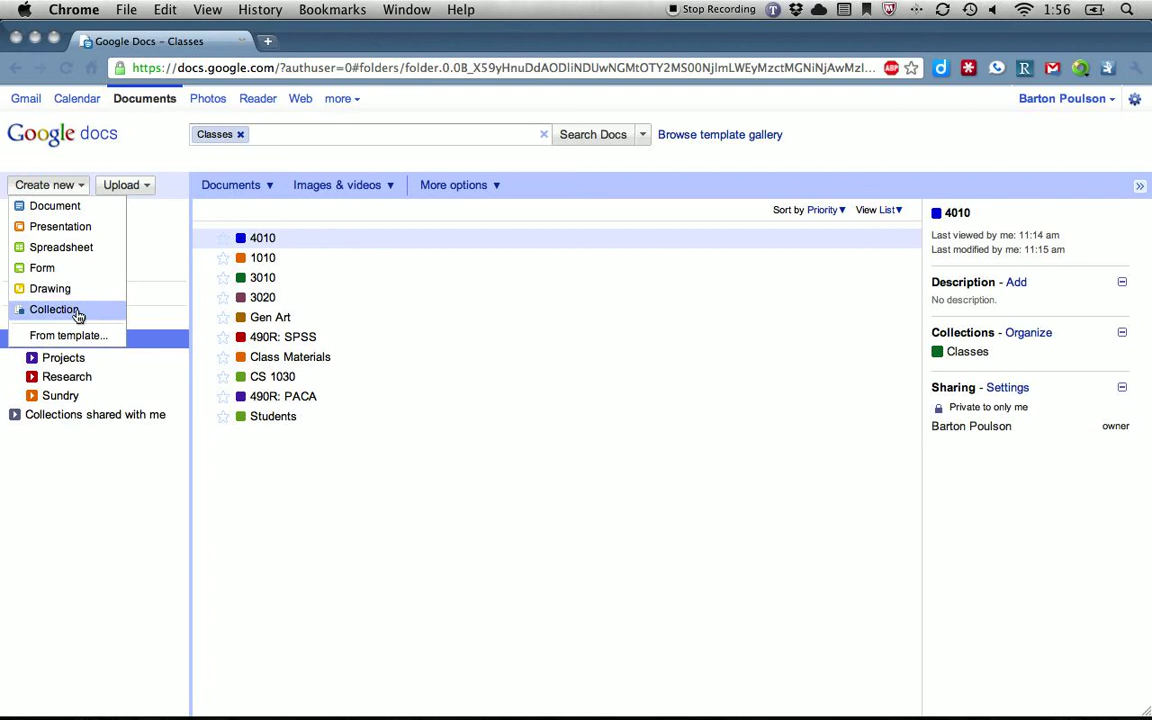 Chrome File Edit View History Bookmarks Window Help Stop Recording 1:56
Google Docs - Classes
https://docs.google.com/?authuser=0#folders/folder.0.0B_X59yHnuDdAODliNDUwNGMtOTY2MS00NjlmLWEyMzctMGNiNjAwMzl...
Gmail Calendar Documents Photos Reader Web more Barton Poulson
Google docs Classes Search Docs Browse template gallery
Create new Upload Documents Images & videos More options
Sort by Priority View List
Document
Presentation
Spreadsheet
Form
Drawing
Collection
From template...
Projects
Research
Sundry
Collections shared with me
4010
1010
3010
3020
Gen Art
490R: SPSS
Class Materials
CS 1030
490R: PACA
Students
4010
Last viewed by me: 11:14 am
Last modified by me: 11:15 am
Description - Add
No description.
Collections - Organize
Classes
Sharing - Settings
Private to only me
Barton Poulson owner